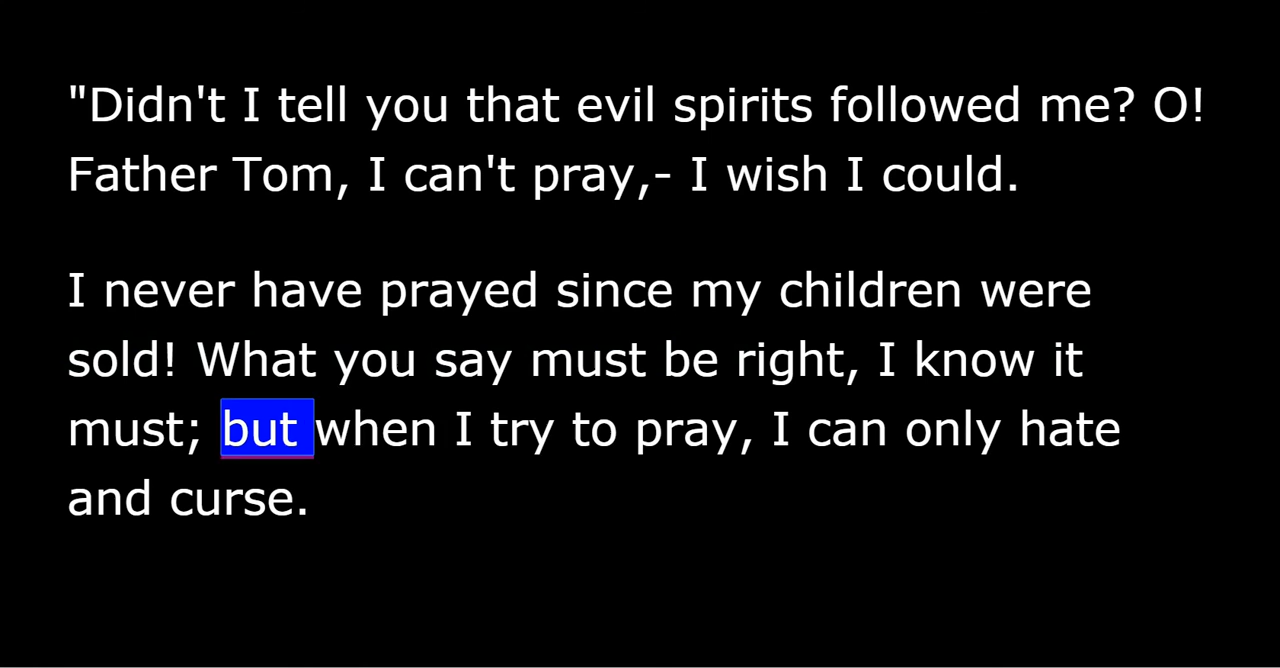 "Didn't I tell you that evil spirits followed me? O!
Father Tom, I can't pray,- I wish I could.
I never have prayed since my children were
sold! What you say must be right, I know it
must; but when I try to pray, I can only hate
and curse.